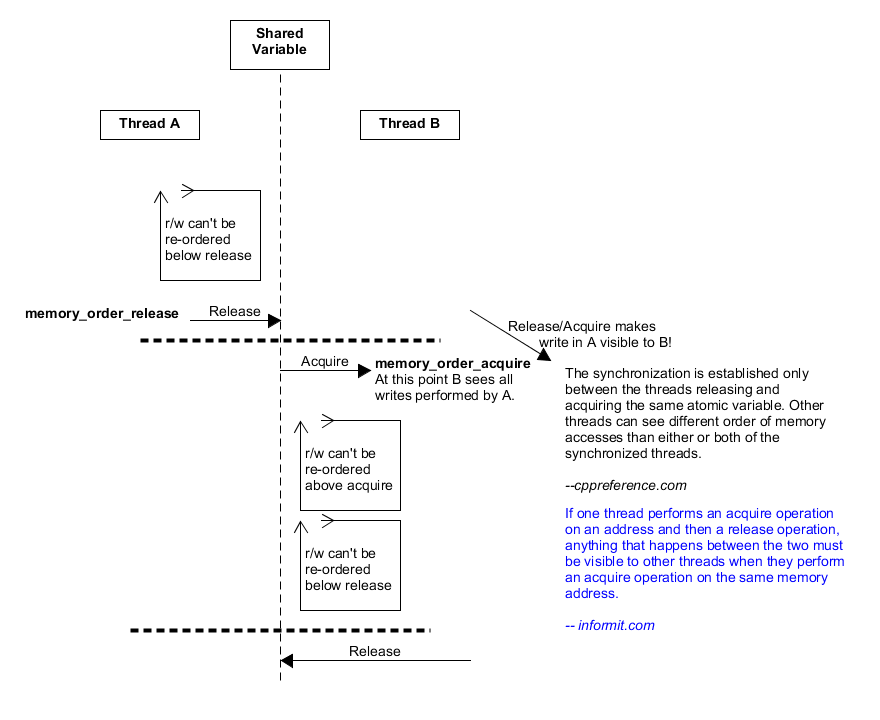 Shared
Variable
Thread A
Thread B
r/w can't be
re-ordered
below release
memory_order_release
Release
Release/Acquire makes
write in A visible to B!
Acquire
memory_order_acquire
At this point B sees all
writes performed by A.
The synchronization is established only
between the threads releasing and
acquiring the same atomic variable. Other
threads can see different order of memory
accesses than either or both of the
synchronized threads.
--cppreference.com
r/w can't be
re-ordered
above acquire
If one thread performs an acquire operation
on an address and then a release operation,
anything that happens between the two must
be visible to other threads when they perform
an acquire operation on the same memory
address.
-- informit.com
r/w can't be
re-ordered
below release
Release